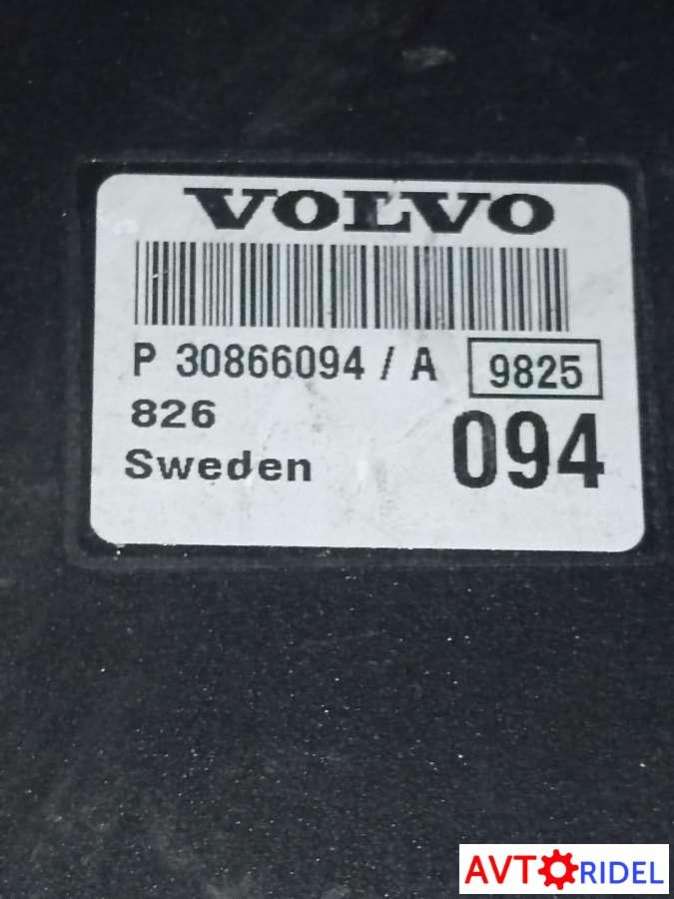 VOLVO
P 30866094 / A 9825
826
Sweden 094
AVTORIDEL